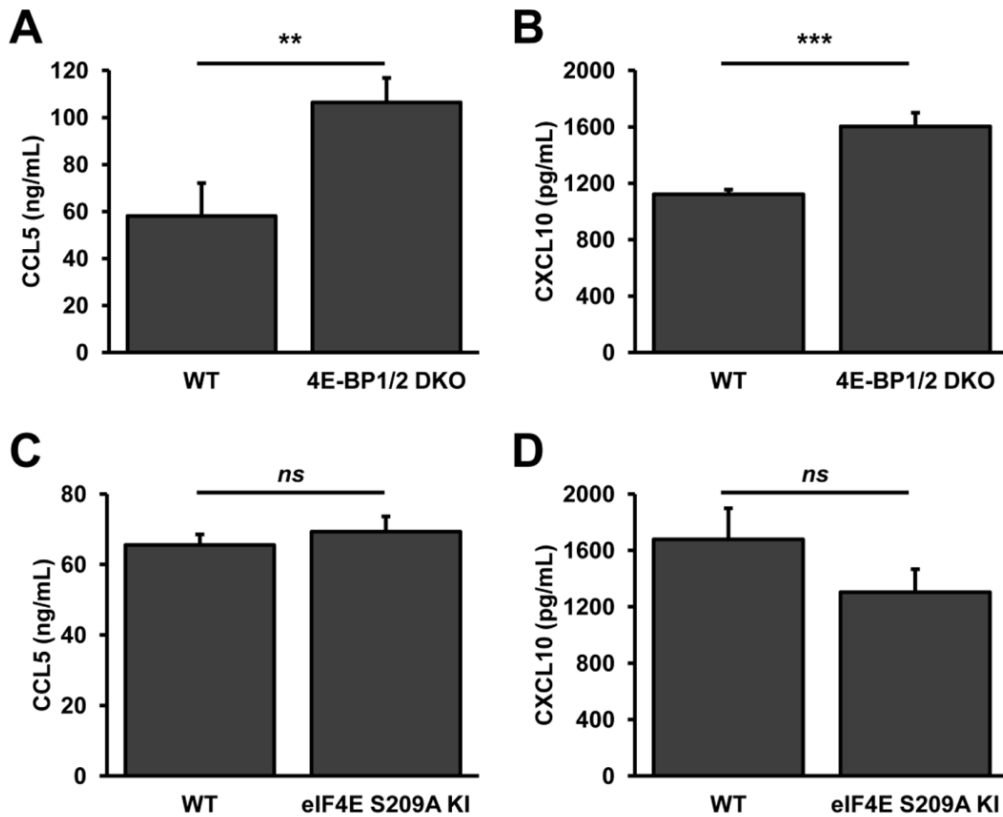 A
**
CCL5 (ng/mL)
120
100
80
60
40
20
0
WT
4E-BP1/2 DKO
B
***
CXCL10 (pg/mL)
2000
1600
1200
800
400
0
WT
4E-BP1/2 DKO
C
ns
CCL5 (ng/mL)
80
60
40
20
0
WT
eIF4E S209A KI
D
ns
CXCL10 (pg/mL)
2000
1600
1200
800
400
0
WT
eIF4E S209A KI